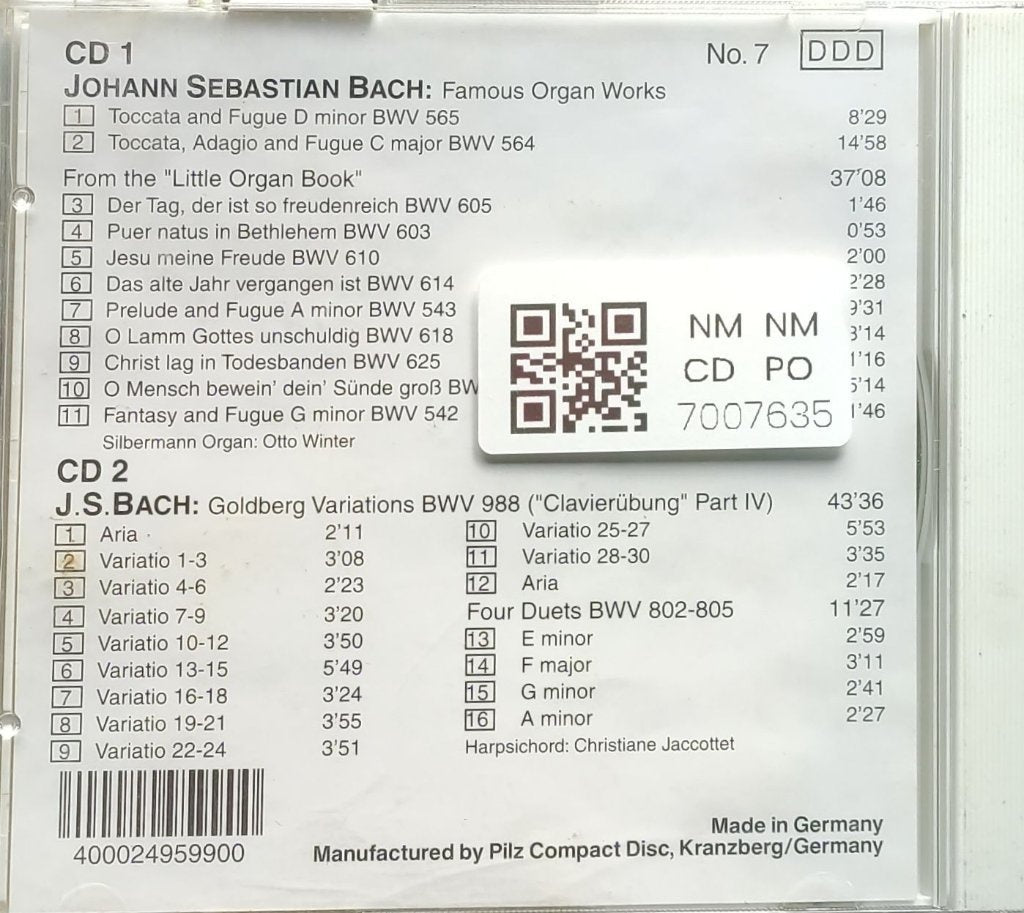 CD 1 No. 7 DDD
JOHANN SEBASTIAN BACH: Famous Organ Works
1 Toccata and Fugue D minor BWV 565 8'29
2 Toccata, Adagio and Fugue C major BWV 564 14'58
From the "Little Organ Book" 37'08
3 Der Tag, der ist so freudenreich BWV 605 1'46
4 Puer natus in Bethlehem BWV 603 0'53
5 Jesu meine Freude BWV 610 2'00
6 Das alte Jahr vergangen ist BWV 614 2'28
7 Prelude and Fugue A minor BWV 543 9'31
8 O Lamm Gottes unschuldig BWV 618 3'14
9 Christ lag in Todesbanden BWV 625 1'16
10 O Mensch bewein' dein' Sünde groß 5'14
11 Fantasy and Fugue G minor BWV 542
Silbermann Organ: Otto Winter
NM NM
CD PO
7007635
CD 2
J.S.BACH: Goldberg Variations BWV 988 ("Clavierübung" Part IV) 43'36
1 Aria 2'11
2 Variatio 1-3 3'08
3 Variatio 4-6 2'23
4 Variatio 7-9 3'20
5 Variatio 10-12 3'50
6 Variatio 13-15 5'49
7 Variatio 16-18 3'24
8 Variatio 19-21 3'55
9 Variatio 22-24 3'51
10 Variatio 25-27 5'53
11 Variatio 28-30 3'35
12 Aria 2'17
Four Duets BWV 802-805 11'27
13 E minor 2'59
14 F major 3'11
15 G minor 2'41
16 A minor 2'27
Harpsichord: Christiane Jaccottet
400024959900
Made in Germany
Manufactured by Pilz Compact Disc, Kranzberg/Germany